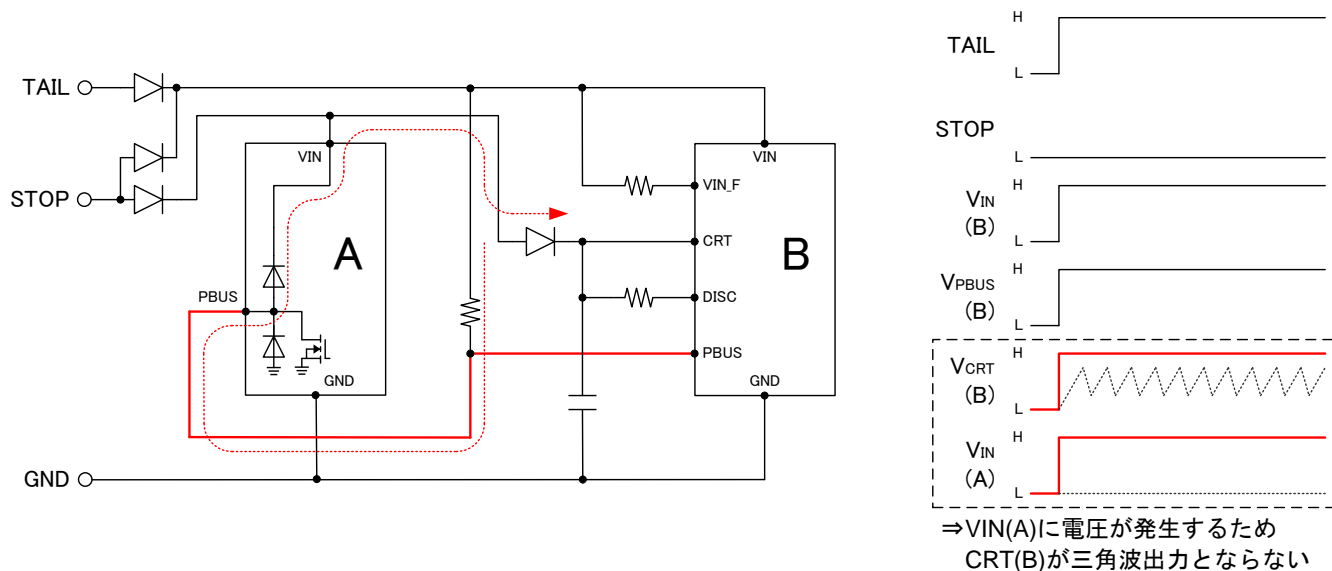 TAIL
STOP
GND
VIN
A
PBUS
GND
VIN
VIN_F
CRT
B
DISC
PBUS
GND
TAIL
H
L
STOP
L
VIN
(B)
H
L
VPBUS
(B)
H
L
VCRT
(B)
H
L
VIN
(A)
H
L
⇒VIN(A)に電圧が発生するため
CRT(B)が三角波出力とならない